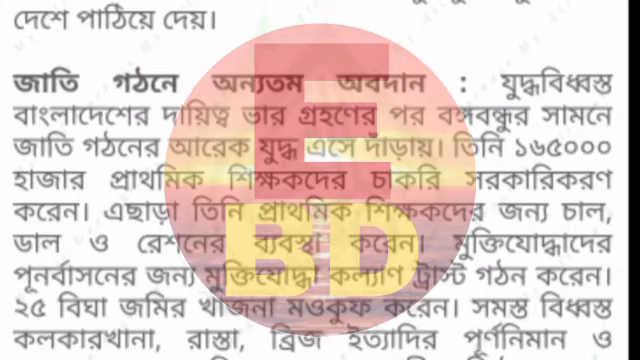 দেশে পাঠিয়ে দেয়।
জাতি গঠনে অন্যতম অবদান : যুদ্ধবিধ্বস্ত
বাংলাদেশের দায়িত্ব ভার গ্রহণের পর বঙ্গবন্ধুর সামনে
জাতি গঠনের আরেক যুদ্ধ এসে দাড়ায়। তিনি ১৬৫০০০
হাজার প্রাথমিক শিক্ষকদের চাকরি সরকারিকরণ
করেন। এছাড়া তিনি প্রাথমিক শিক্ষকদের জন্য চাল,
ডাল ও রেশনের ব্যবস্থা করেন। মুক্তিযোদ্ধাদের
পূনর্বাসনের জন্য মুক্তিযোদ্ধা কল্যাণ ট্রাস্ট গঠন করেন।
২৫ বিঘা জমির খাজনা মওকুফ করেন। সমস্ত বিধ্বস্ত
কলকারখানা, রাস্তা, ব্রিজ ইত্যাদির পূর্ণনিমান ও
E
BD